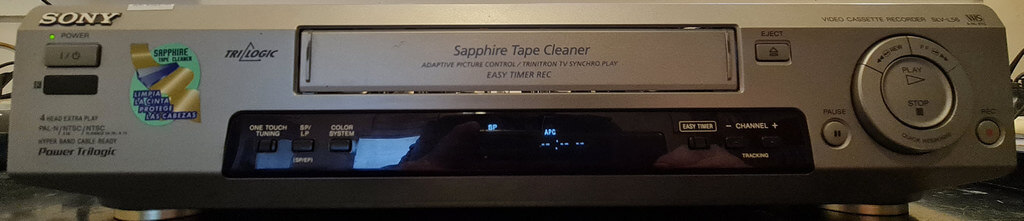 SONY
VIDEO CASSETTE RECORDER SLV-L56
VHS
POWER
I/⏻
SAPPHIRE
TAPE CLEANER
LIMPIA
LA CINTA
PROTEGE
LAS CABEZAS
TRILOGIC
Sapphire Tape Cleaner
ADAPTIVE PICTURE CONTROL / TRINITRON TV SYNCHRO PLAY
EASY TIMER REC
EJECT
REW
PLAY
STOP
PAUSE
REC
4 HEAD EXTRA PLAY
PAL-N/NTSC/NTSC
HYPER BAND CABLE READY
Power Trilogic
ONE TOUCH
TUNING
SP/
LP
(SP/EP)
COLOR
SYSTEM
SP
APC
--:-- --
EASY TIMER
– CHANNEL +
TRACKING